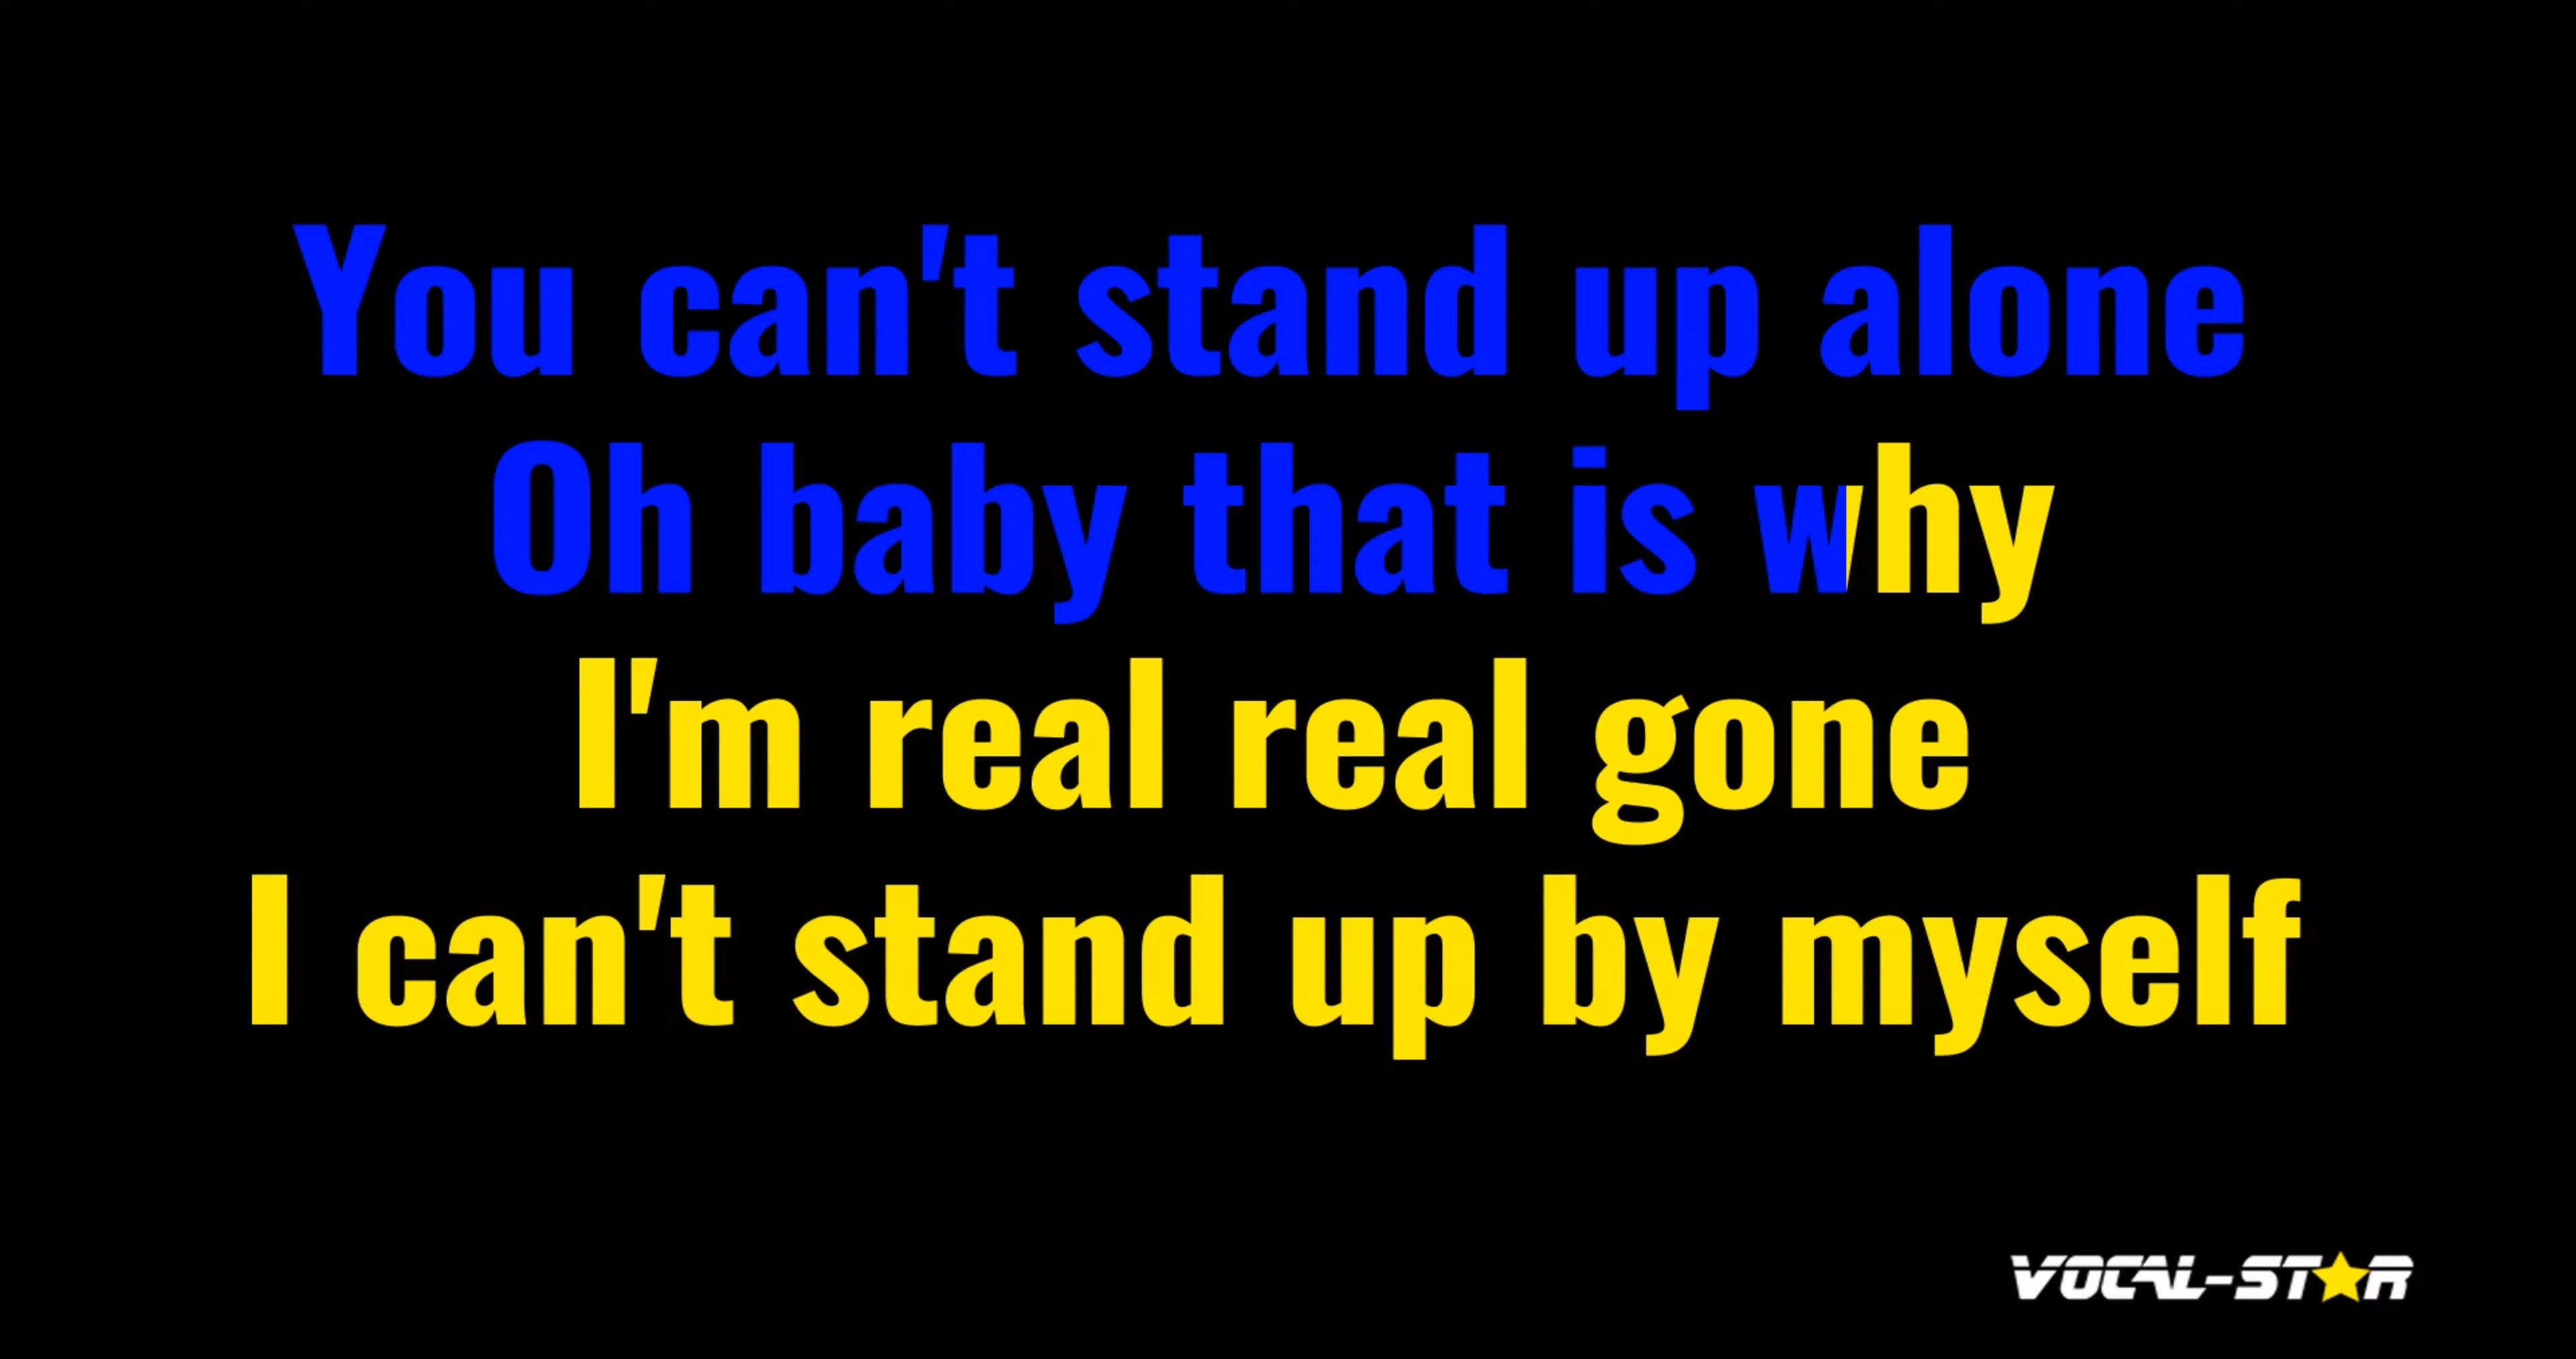 You can't stand up alone
Oh baby that is why
I'm real real gone
I can't stand up by myself
VOCAL-STAR